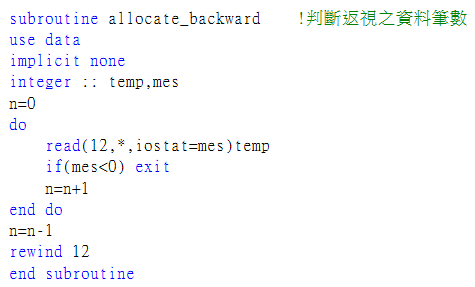 subroutine allocate_backward    !判斷返視之資料筆數
use data
implicit none
integer :: temp,mes
n=0
do
    read(12,*,iostat=mes)temp
    if(mes<0) exit
    n=n+1
end do
n=n-1
rewind 12
end subroutine